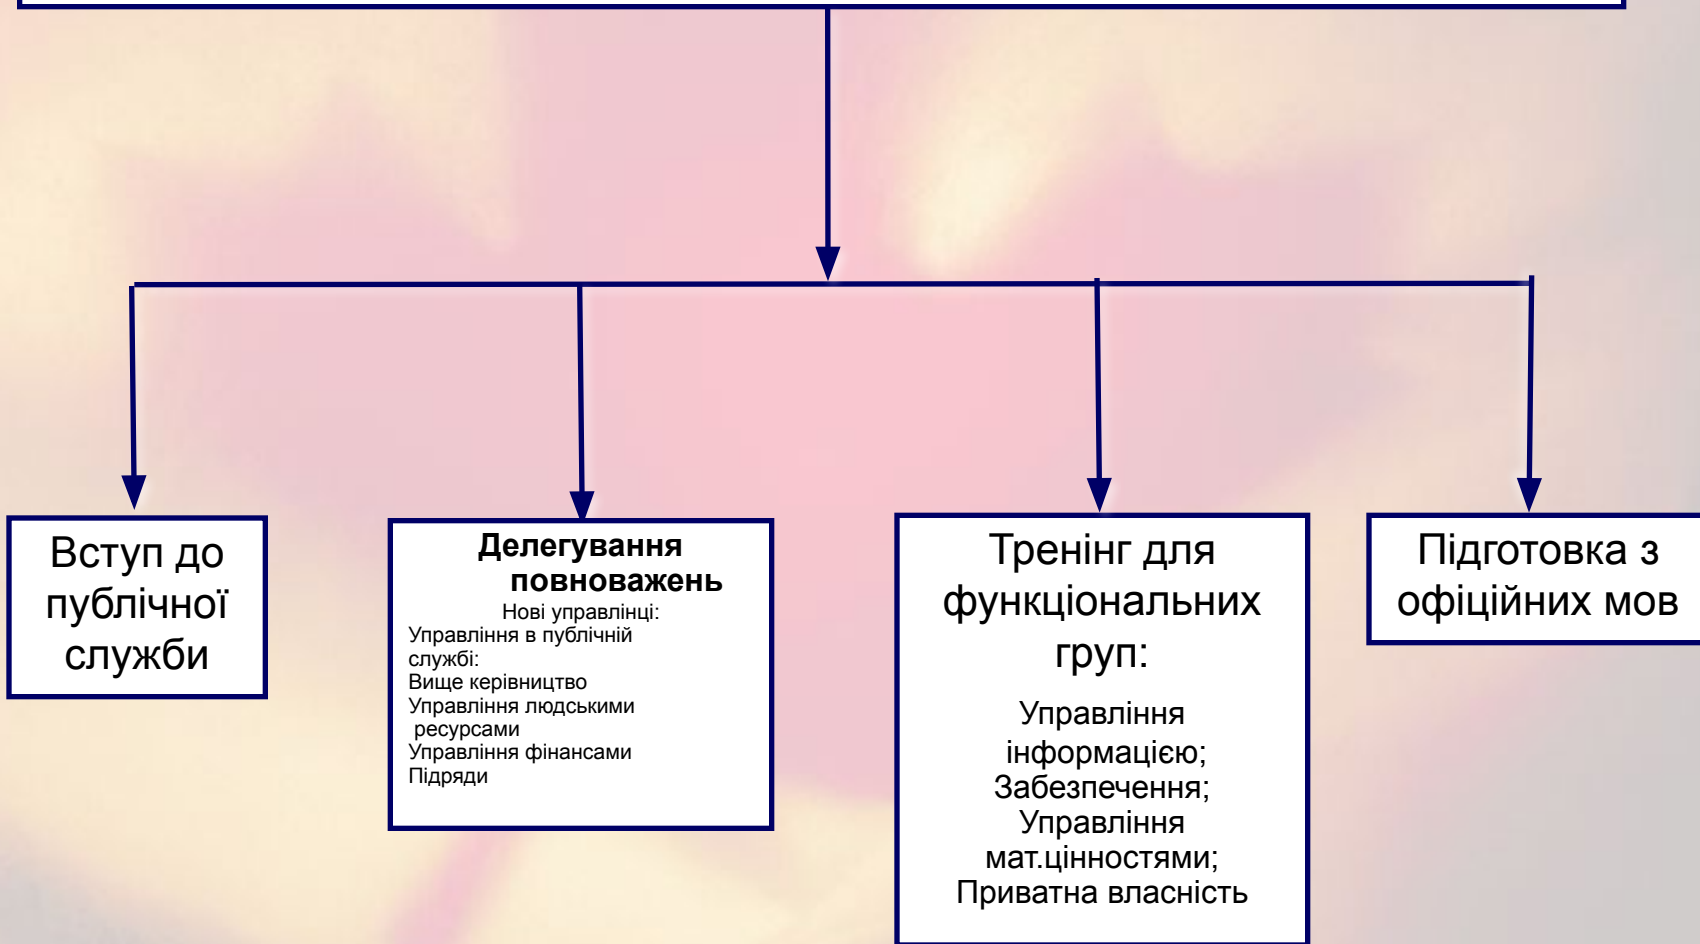 Вступ до
публічної
служби
Делегування
повноважень
Нові управлінці:
Управління в публічній
службі:
Вище керівництво
Управління людськими
ресурсами
Управління фінансами
Підряди
Тренінг для
функціональних
груп:
Управління
інформацією;
Забезпечення;
Управління
мат.цінностями;
Приватна власність
Підготовка з
офіційних мов